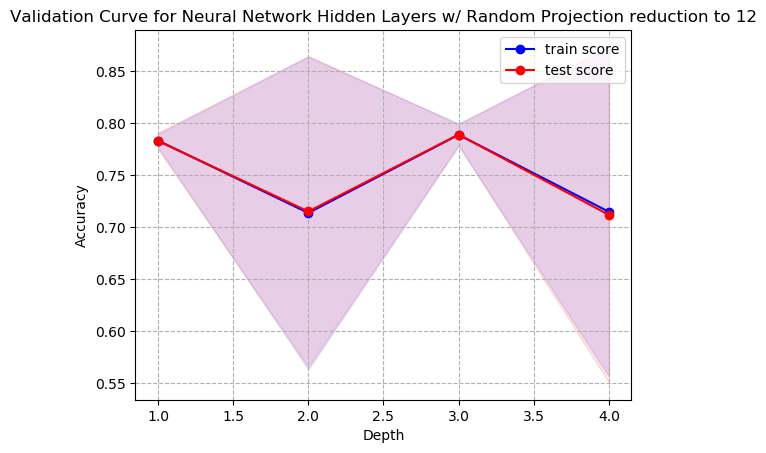 Validation Curve for Neural Network Hidden Layers w/ Random Projection reduction to 12
train score
test score
0.85
0.80
0.75
0.70
0.65
0.60
0.55
Accuracy
1.0 1.5 2.0 2.5 3.0 3.5 4.0
Depth